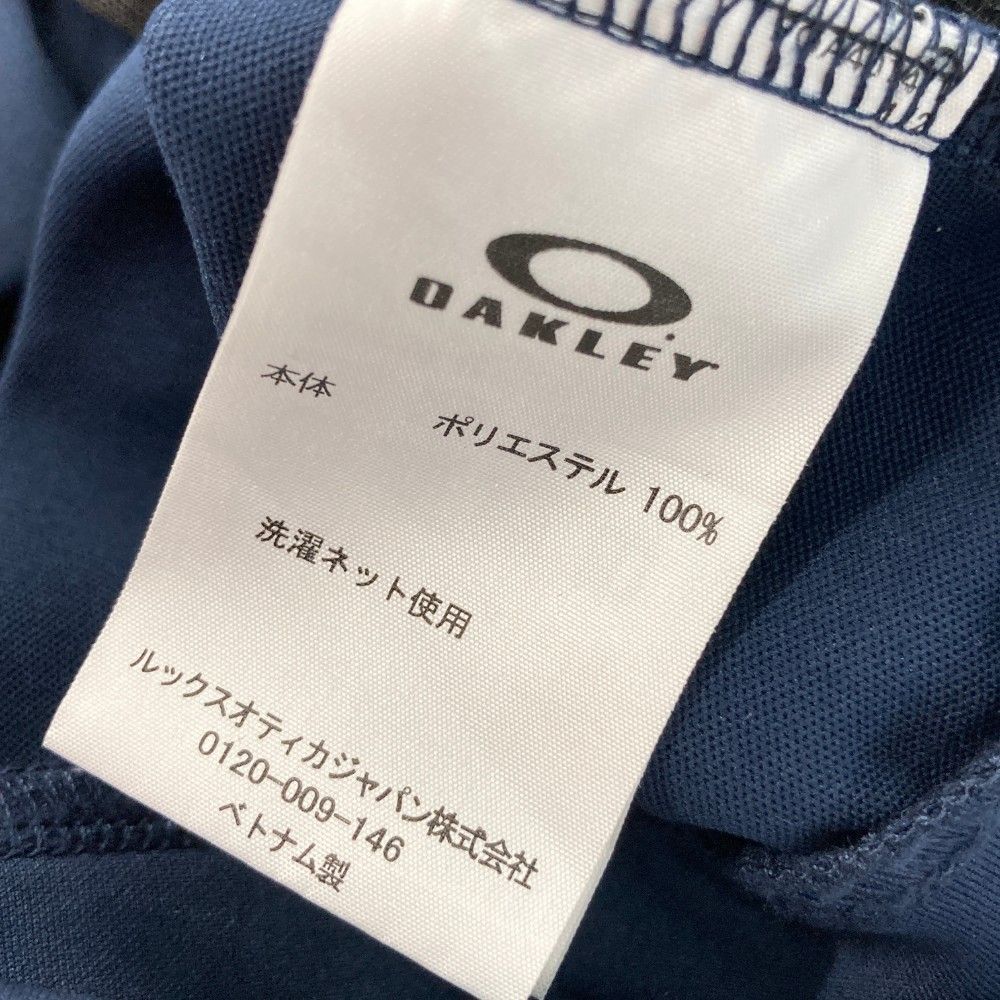 OAKLEY
本体 ポリエステル 100%
洗濯ネット使用
ルックスオティカジャパン株式会社
0120-009-146
ベトナム製